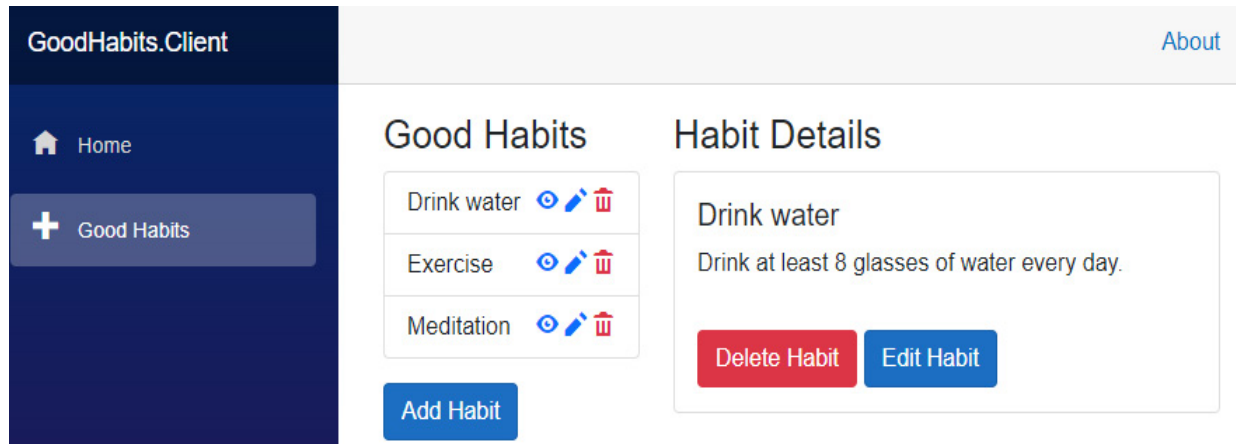 GoodHabits.Client
About
Home
Good Habits
Good Habits
Drink water
Exercise
Meditation
Add Habit
Habit Details
Drink water
Drink at least 8 glasses of water every day.
Delete Habit
Edit Habit